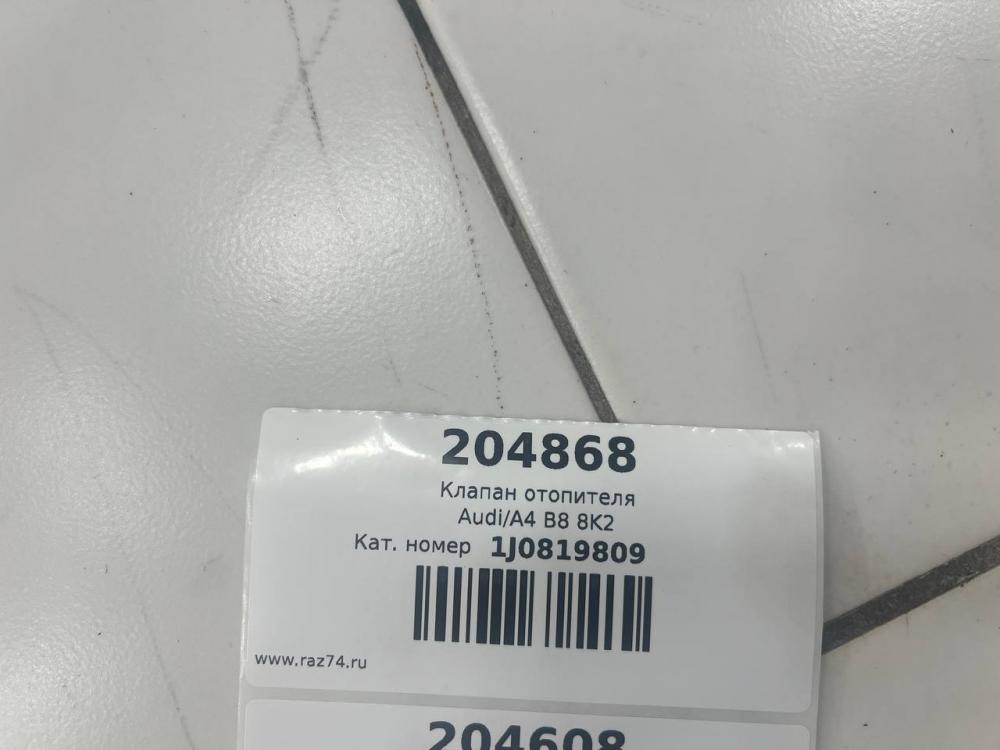 204868
Клапан отопителя
Audi/A4 B8 8K2
Кат. номер 1J0819809
www.raz74.ru
204608